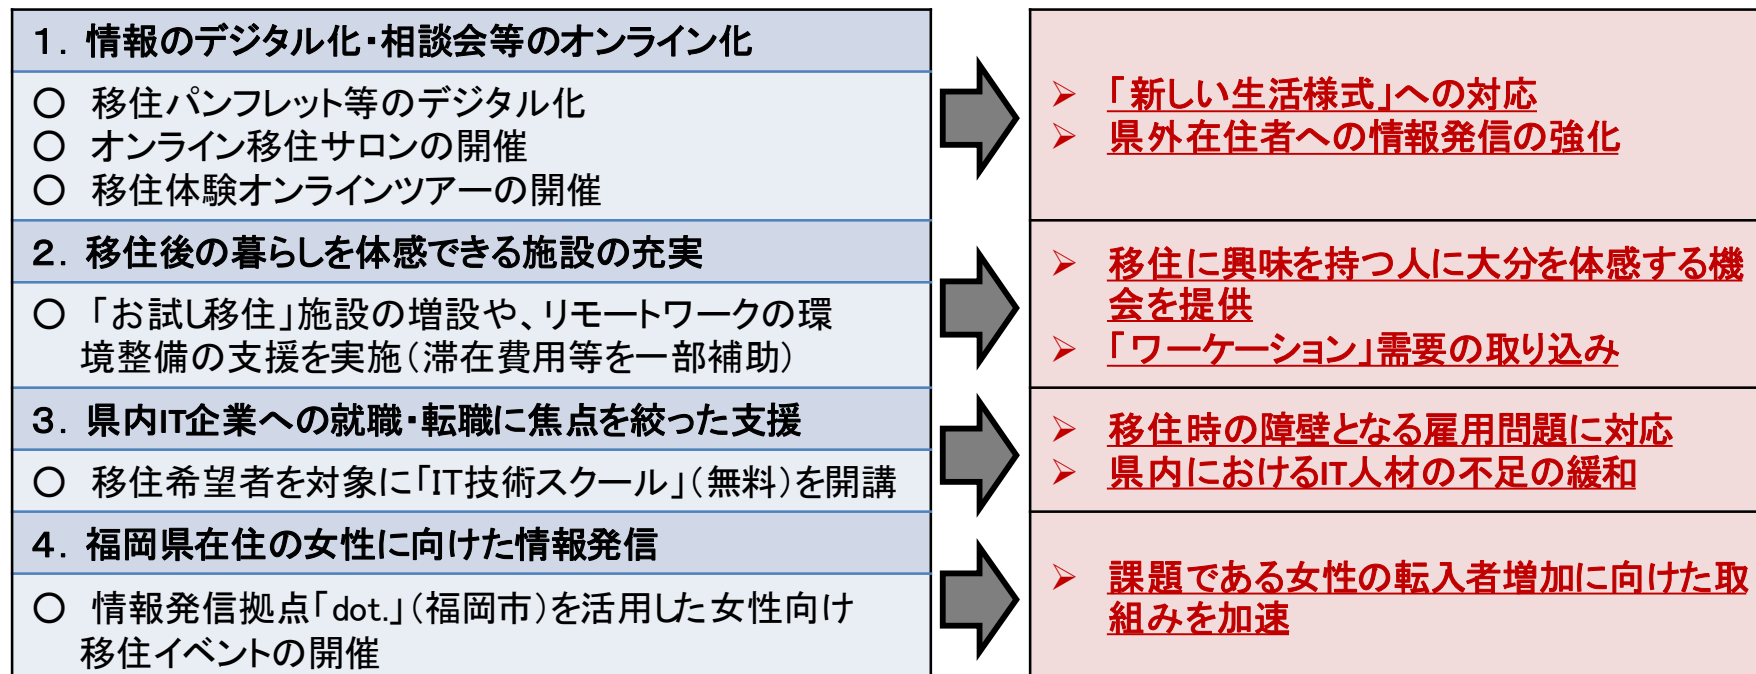 １．情報のデジタル化・相談会等のオンライン化
○ 移住パンフレット等のデジタル化
○ オンライン移住サロンの開催
○ 移住体験オンラインツアーの開催
➢ 「新しい生活様式」への対応
➢ 県外在住者への情報発信の強化
２．移住後の暮らしを体感できる施設の充実
○ 「お試し移住」施設の増設や、リモートワークの環
境整備の支援を実施（滞在費用等を一部補助）
➢ 移住に興味を持つ人に大分を体感する機
会を提供
➢ 「ワーケーション」需要の取り込み
３．県内IT企業への就職・転職に焦点を絞った支援
○ 移住希望者を対象に「IT技術スクール」（無料）を開講
➢ 移住時の障壁となる雇用問題に対応
➢ 県内におけるIT人材の不足の緩和
４．福岡県在住の女性に向けた情報発信
○ 情報発信拠点「dot.」（福岡市）を活用した女性向け
移住イベントの開催
➢ 課題である女性の転入者増加に向けた取
組みを加速